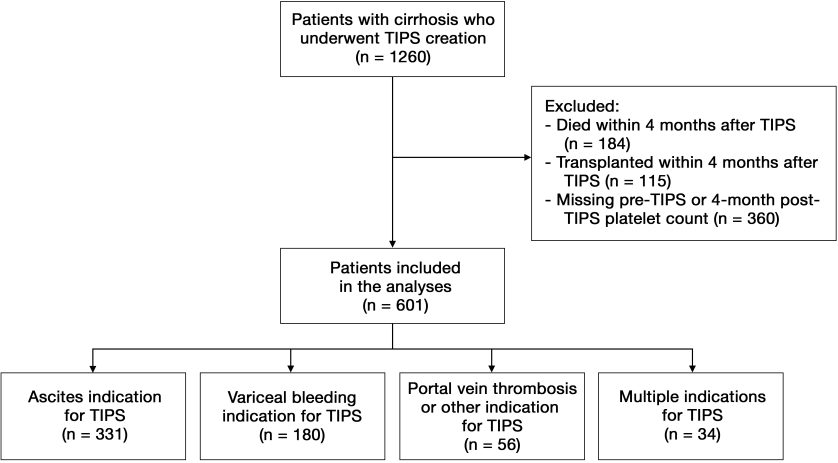 Patients with cirrhosis who
underwent TIPS creation
(n = 1260)
Excluded:
- Died within 4 months after TIPS
(n = 184)
- Transplanted within 4 months after
TIPS (n = 115)
- Missing pre-TIPS or 4-month post-
TIPS platelet count (n = 360)
Patients included
in the analyses
(n = 601)
Ascites indication
for TIPS
(n = 331)
Variceal bleeding
indication for TIPS
(n = 180)
Portal vein thrombosis
or other indication
for TIPS
(n = 56)
Multiple indications
for TIPS
(n = 34)